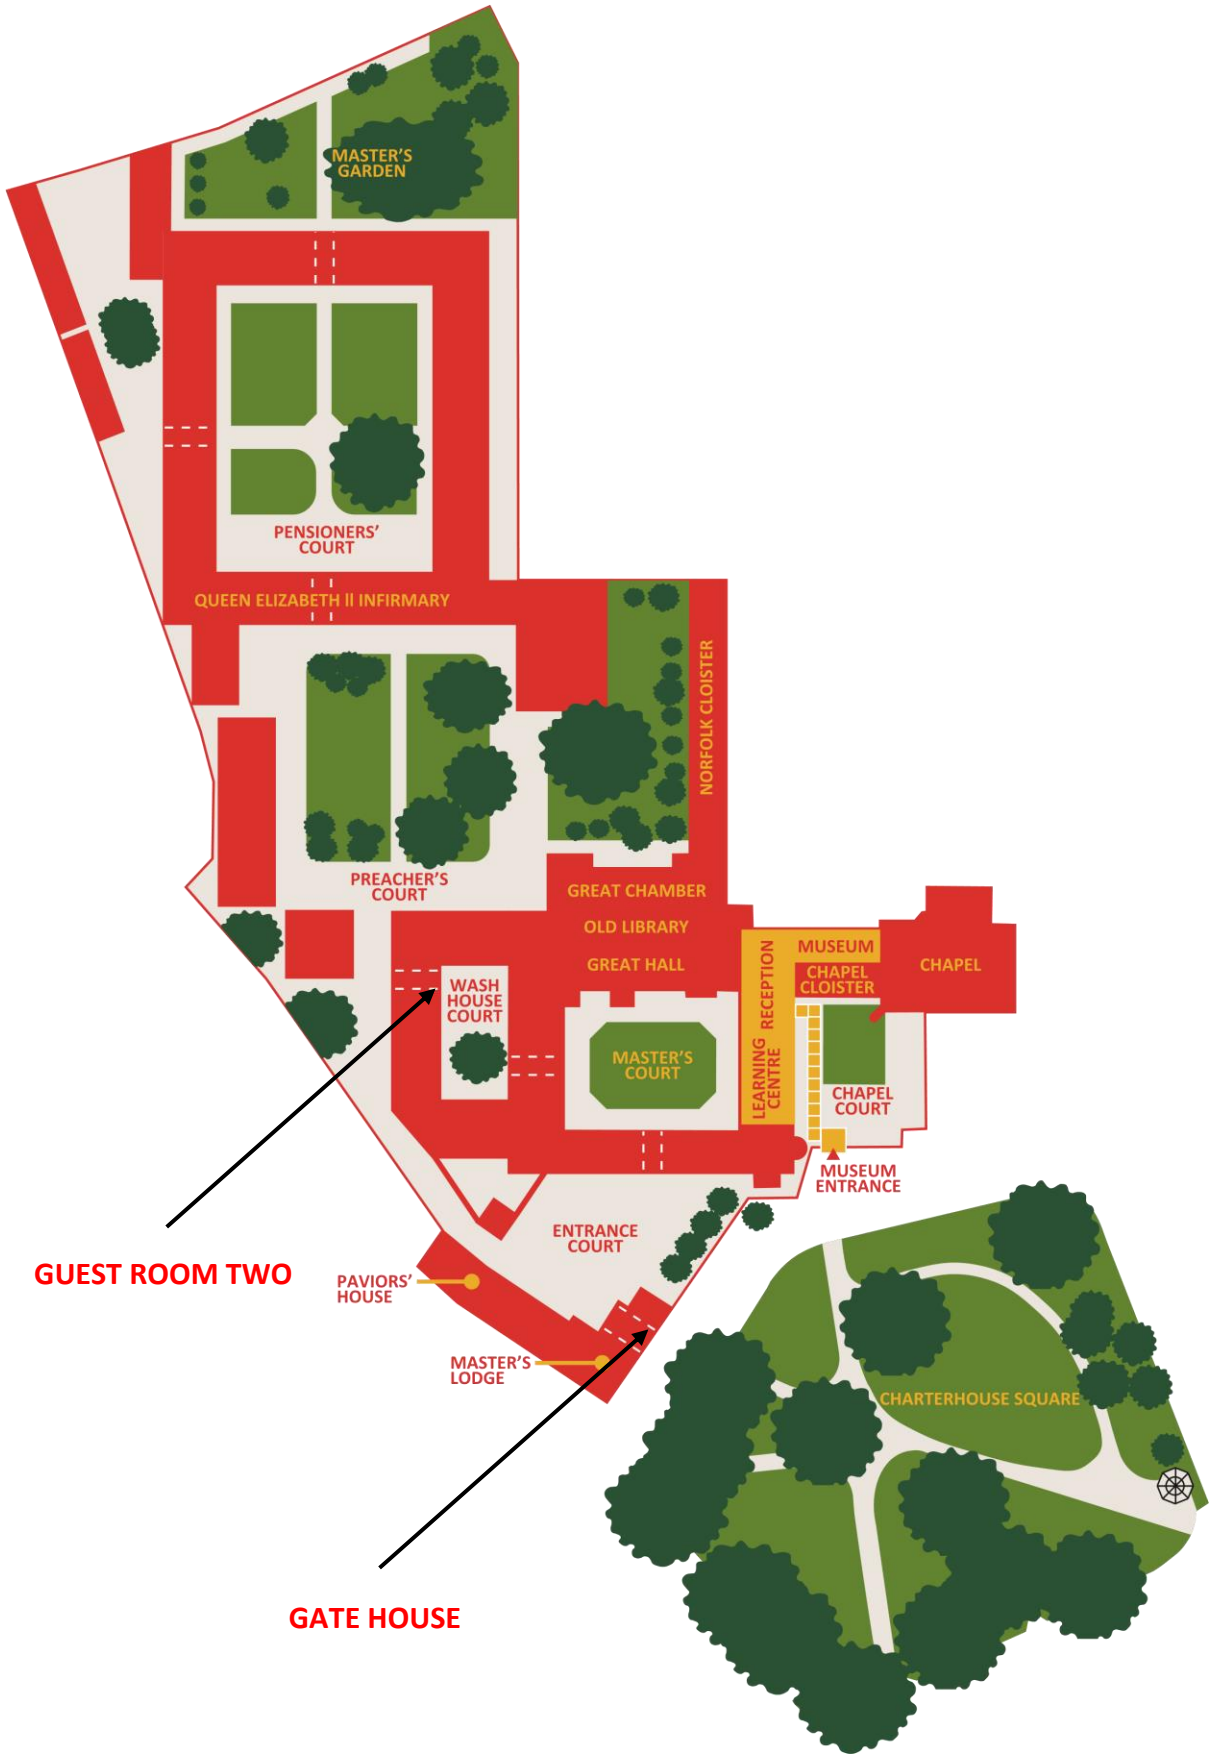 MASTER'S
GARDEN
PENSIONERS'
COURT
QUEEN ELIZABETH II INFIRMARY
NORFOLK CLOISTER
PREACHER'S
COURT
GREAT CHAMBER
OLD LIBRARY
GREAT HALL
RECEPTION
MUSEUM
CHAPEL
CLOISTER
CHAPEL
WASH
HOUSE
COURT
MASTER'S
COURT
LEARNING
CENTRE
CHAPEL
COURT
MUSEUM
ENTRANCE
ENTRANCE
COURT
GUEST ROOM TWO
PAVIORS'
HOUSE
MASTER'S
LODGE
CHARTERHOUSE SQUARE
GATE HOUSE